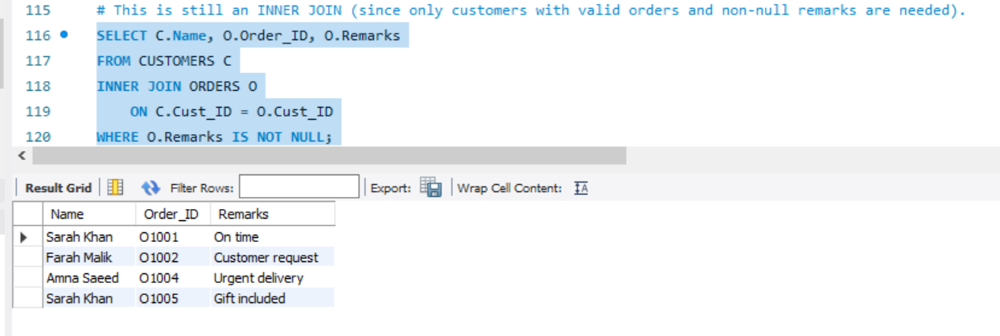 115 # This is still an INNER JOIN (since only customers with valid orders and non-null remarks are needed).
116 SELECT C.Name, O.Order_ID, O.Remarks
117 FROM CUSTOMERS C
118 INNER JOIN ORDERS O
119 ON C.Cust_ID = O.Cust_ID
120 WHERE O.Remarks IS NOT NULL;
Result Grid Filter Rows: Export: Wrap Cell Content: IA
Name Order_ID Remarks
Sarah Khan O1001 On time
Farah Malik O1002 Customer request
Amna Saeed O1004 Urgent delivery
Sarah Khan O1005 Gift included